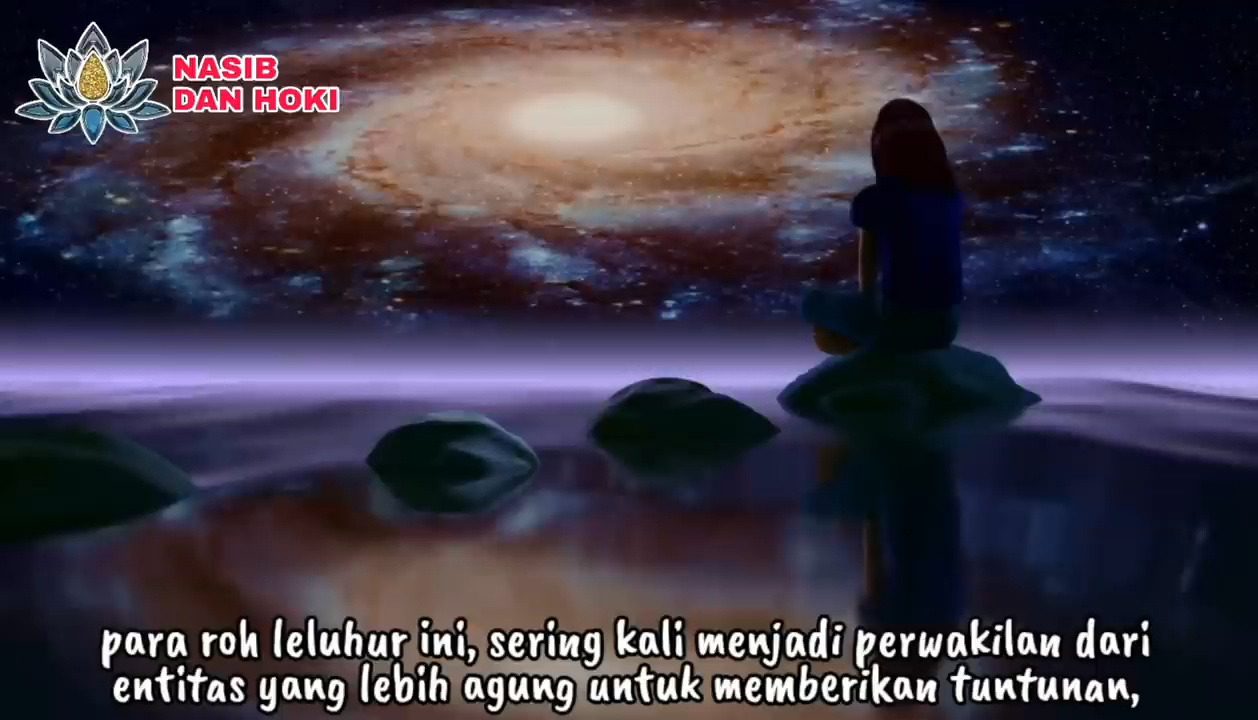 NASIB
DAN HOKI
para roh leluhur ini, sering kali menjadi perwakilan dari
entitas yang lebih agung untuk memberikan tuntunan,